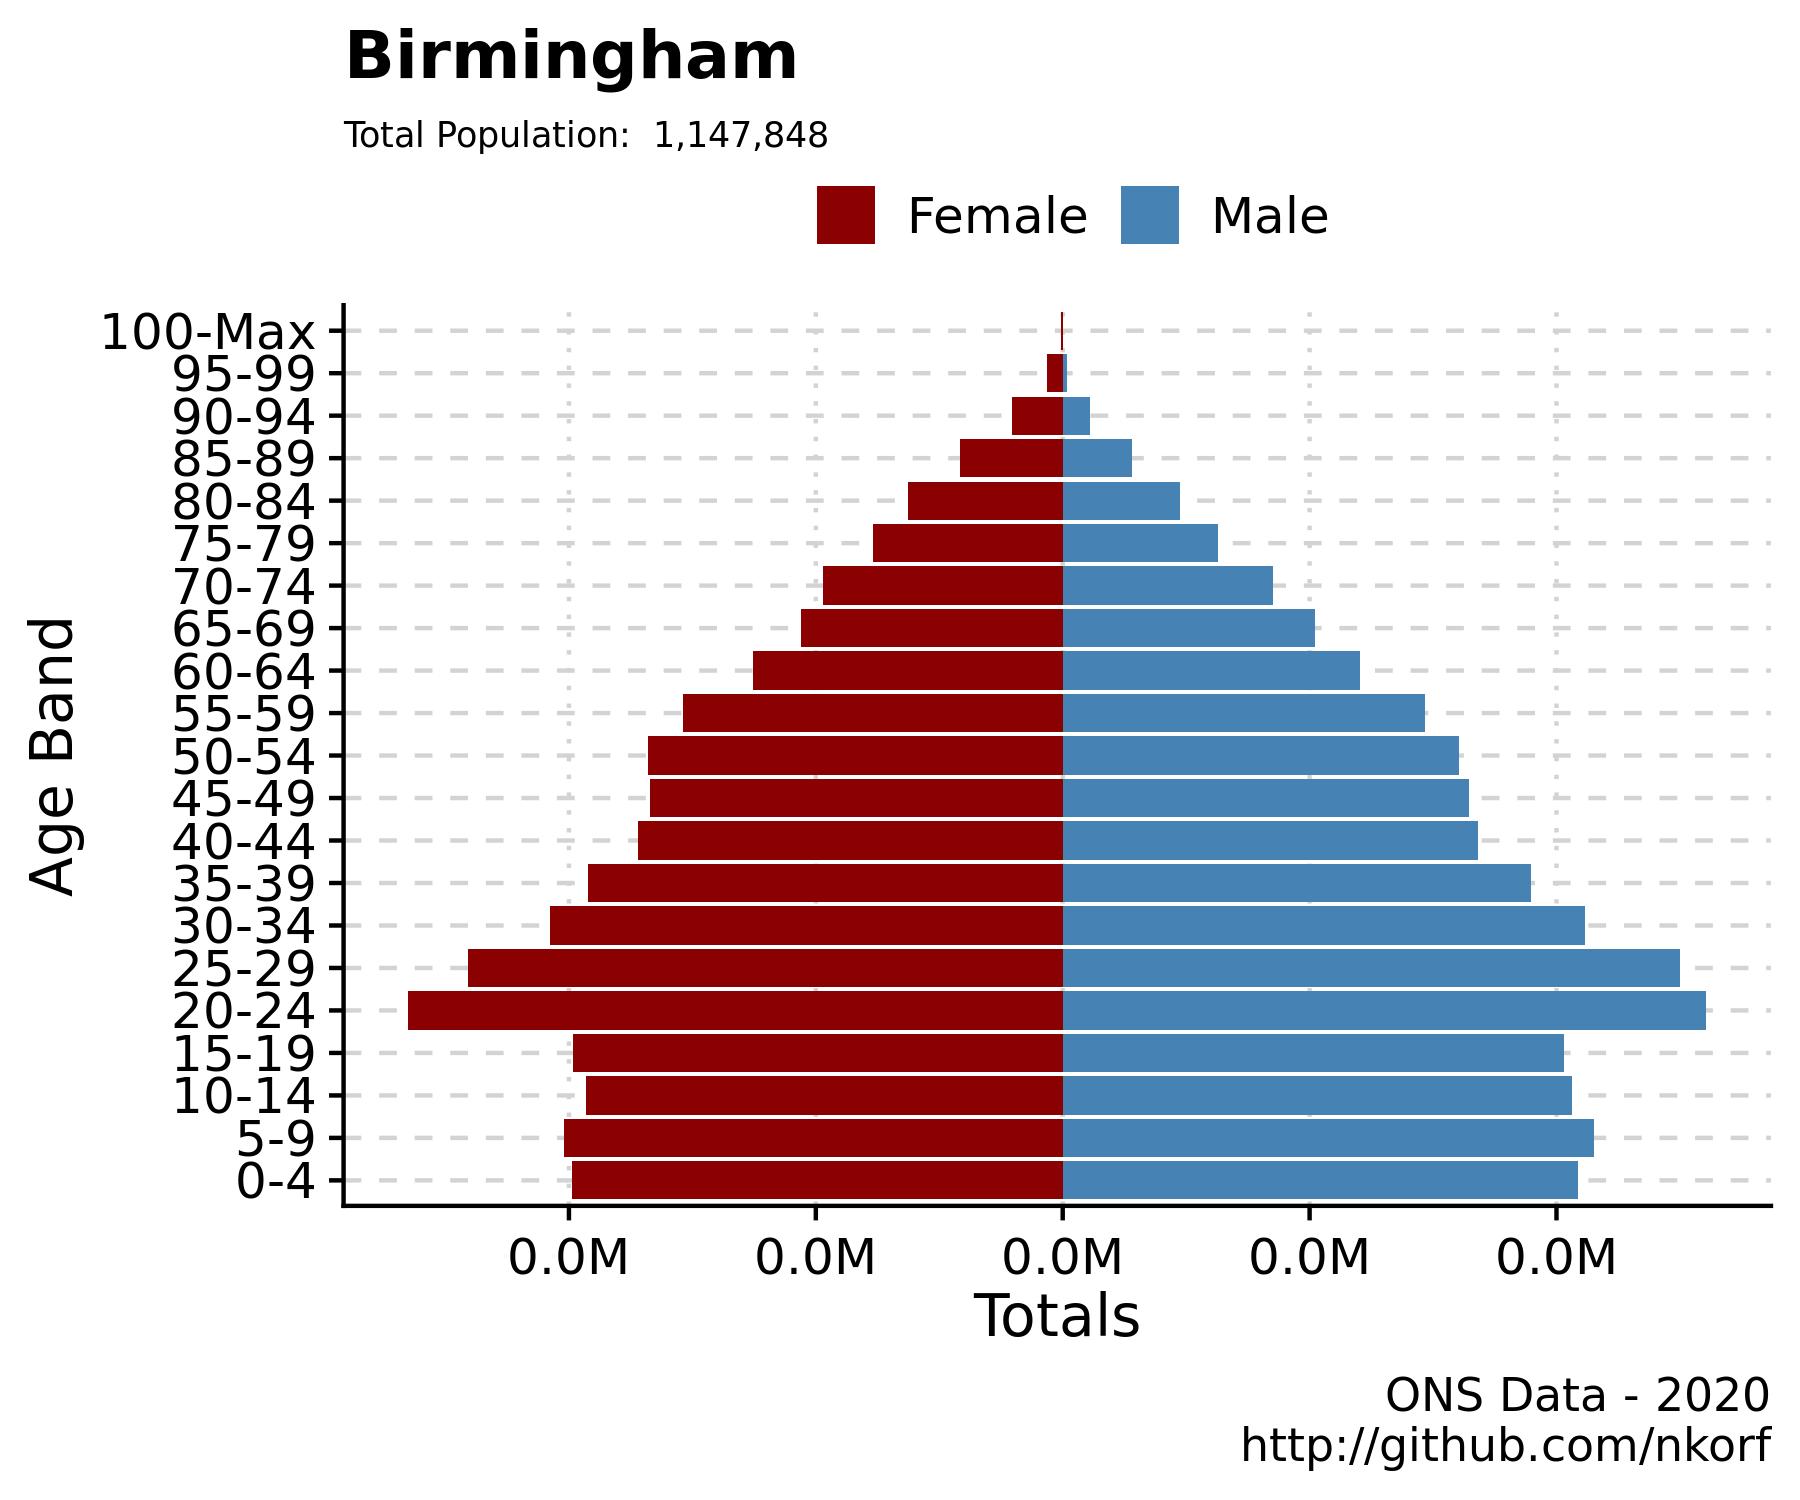 Birmingham
Total Population:  1,147,848
Female Male
100-Max
95-99
90-94
85-89
80-84
75-79
70-74
65-69
60-64
55-59
50-54
45-49
40-44
35-39
30-34
25-29
20-24
15-19
10-14
5-9
0-4
Age Band
0.0M 0.0M 0.0M 0.0M 0.0M
Totals
ONS Data - 2020
http://github.com/nkorf